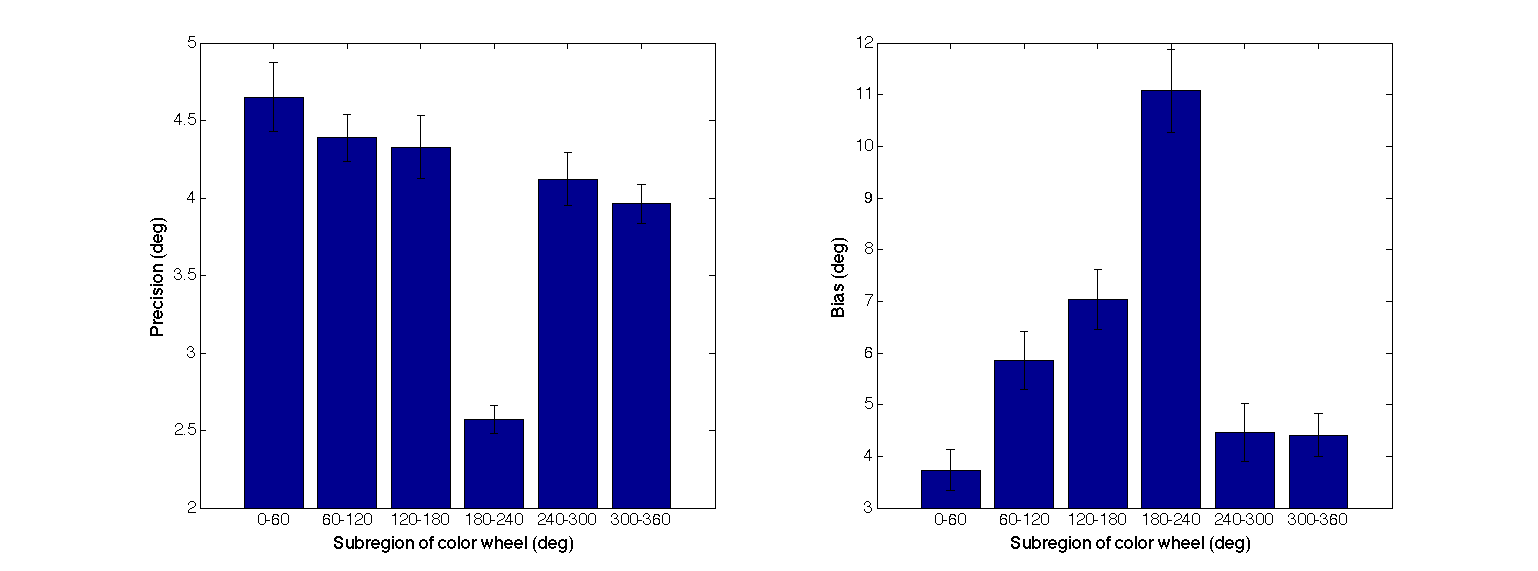 5
4.5
4
3.5
3
2.5
2
Precision (deg)
0-60 60-120 120-180 180-240 240-300 300-360
Subregion of color wheel (deg)
12
11
10
9
8
7
6
5
4
3
Bias (deg)
0-60 60-120 120-180 180-240 240-300 300-360
Subregion of color wheel (deg)